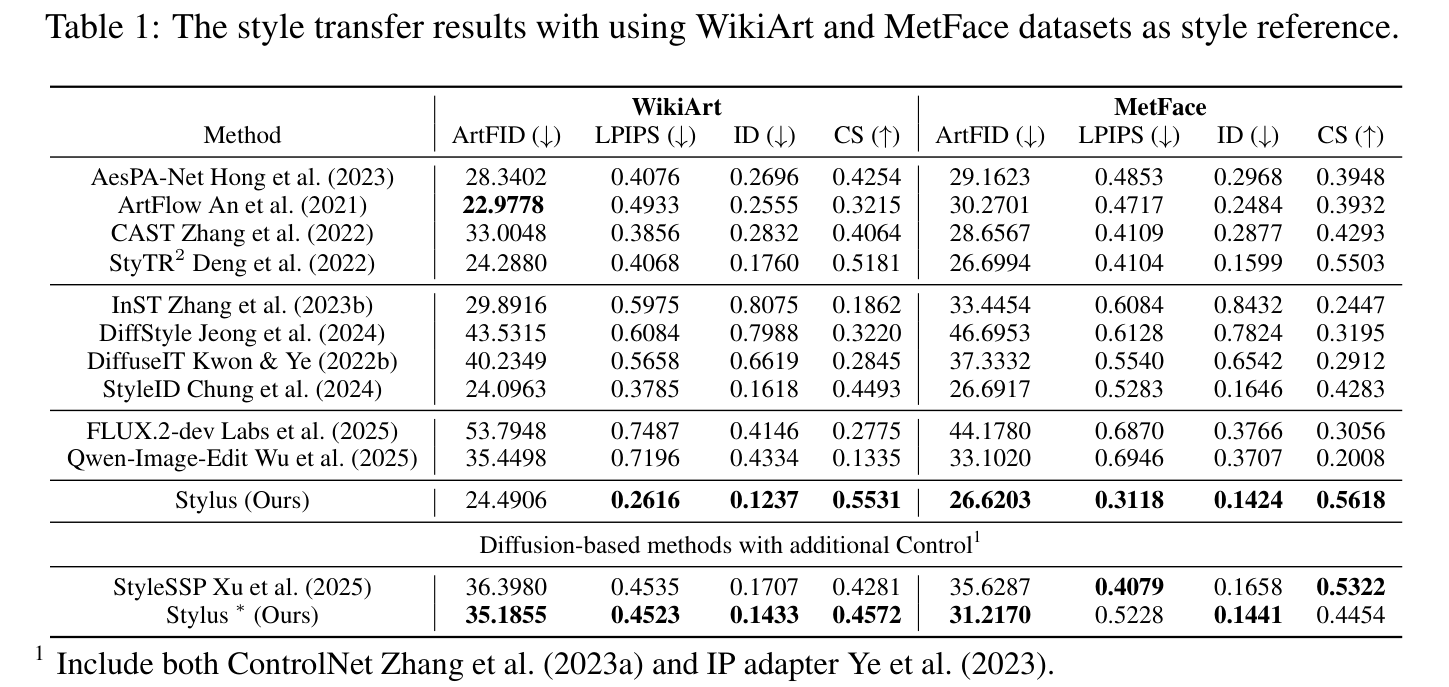 Table 1: The style transfer results with using WikiArt and MetFace datasets as style reference.
WikiArt MetFace
Method ArtFID (↓) LPIPS (↓) ID (↓) CS (↑) ArtFID (↓) LPIPS (↓) ID (↓) CS (↑)
AesPA-Net Hong et al. (2023) 28.3402 0.4076 0.2696 0.4254 29.1623 0.4853 0.2968 0.3948
ArtFlow An et al. (2021) 22.9778 0.4933 0.2555 0.3215 30.2701 0.4717 0.2484 0.3932
CAST Zhang et al. (2022) 33.0048 0.3856 0.2832 0.4064 28.6567 0.4109 0.2877 0.4293
StyTR² Deng et al. (2022) 24.2880 0.4068 0.1760 0.5181 26.6994 0.4104 0.1599 0.5503
InST Zhang et al. (2023b) 29.8916 0.5975 0.8075 0.1862 33.4454 0.6084 0.8432 0.2447
DiffStyle Jeong et al. (2024) 43.5315 0.6084 0.7988 0.3220 46.6953 0.6128 0.7824 0.3195
DiffuseIT Kwon & Ye (2022b) 40.2349 0.5658 0.6619 0.2845 37.3332 0.5540 0.6542 0.2912
StyleID Chung et al. (2024) 24.0963 0.3785 0.1618 0.4493 26.6917 0.5283 0.1646 0.4283
FLUX.2-dev Labs et al. (2025) 53.7948 0.7487 0.4146 0.2775 44.1780 0.6870 0.3766 0.3056
Qwen-Image-Edit Wu et al. (2025) 35.4498 0.7196 0.4334 0.1335 33.1020 0.6946 0.3707 0.2008
Stylus (Ours) 24.4906 0.2616 0.1237 0.5531 26.6203 0.3118 0.1424 0.5618
Diffusion-based methods with additional Control¹
StyleSSP Xu et al. (2025) 36.3980 0.4535 0.1707 0.4281 35.6287 0.4079 0.1658 0.5322
Stylus * (Ours) 35.1855 0.4523 0.1433 0.4572 31.2170 0.5228 0.1441 0.4454
¹ Include both ControlNet Zhang et al. (2023a) and IP adapter Ye et al. (2023).